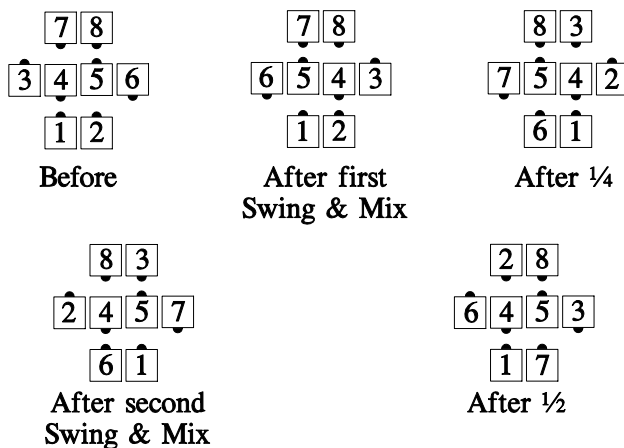 7 8
3 4 5 6
1 2
Before
7 8
6 5 4 3
1 2
After first
Swing & Mix
8 3
7 5 4 2
6 1
After ¼
8 3
2 4 5 7
6 1
After second
Swing & Mix
2 8
6 4 5 3
1 7
After ½